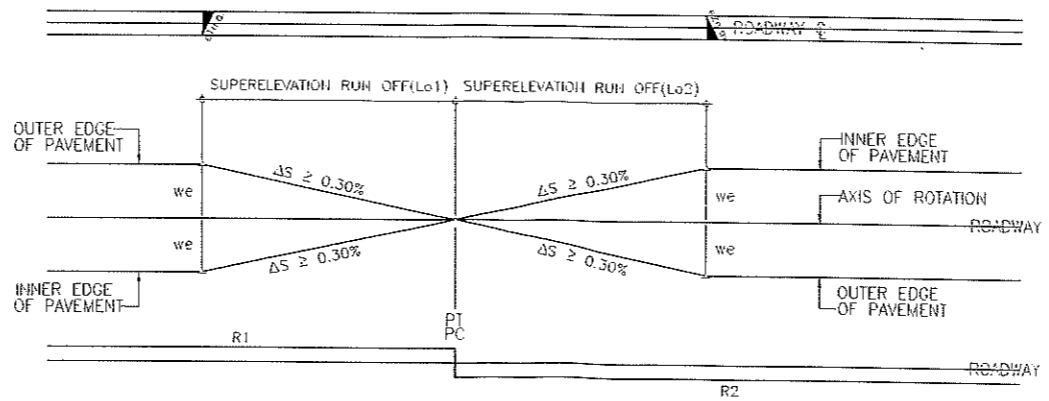 ROADWAY ℄
SUPERELEVATION RUN OFF(Lo1)
SUPERELEVATION RUN OFF(Lo2)
OUTER EDGE
OF PAVEMENT
INNER EDGE
OF PAVEMENT
ΔS ≥ 0.30%
ΔS ≥ 0.30%
we
we
AXIS OF ROTATION
ROADWAY
we
we
ΔS ≥ 0.30%
ΔS ≥ 0.30%
INNER EDGE
OF PAVEMENT
OUTER EDGE
OF PAVEMENT
PT
PC
R1
ROADWAY
R2